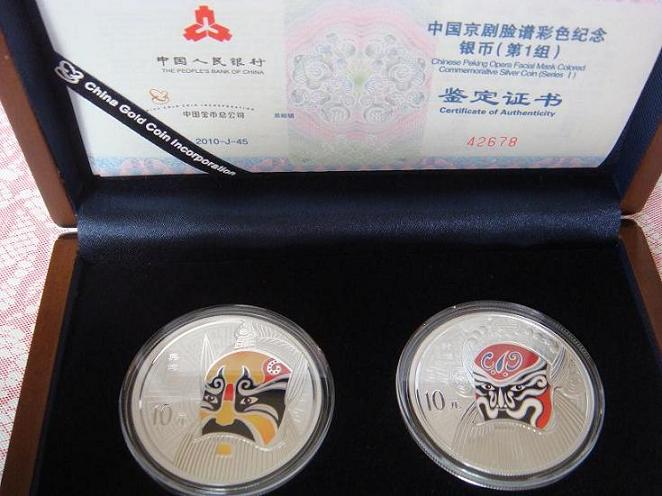 中国人民银行
THE PEOPLE'S BANK OF CHINA
中国金币总公司
2010-J-45
中国京剧脸谱彩色纪念
银币(第1组)
Chinese Peking Opera Facial Mask Colored
Commemorative Silver Coin (Series I)
鉴定证书
Certificate of Authenticity
42678
China Gold Coin Incorporation
10元
10元